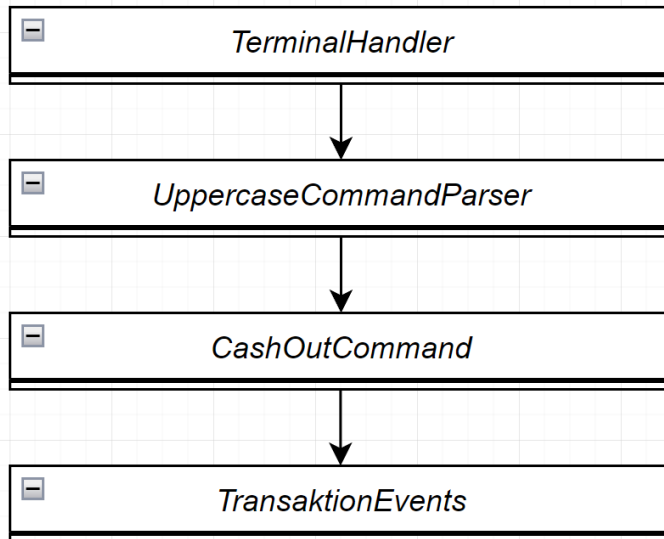 TerminalHandler
UppercaseCommandParser
CashOutCommand
TransaktionEvents